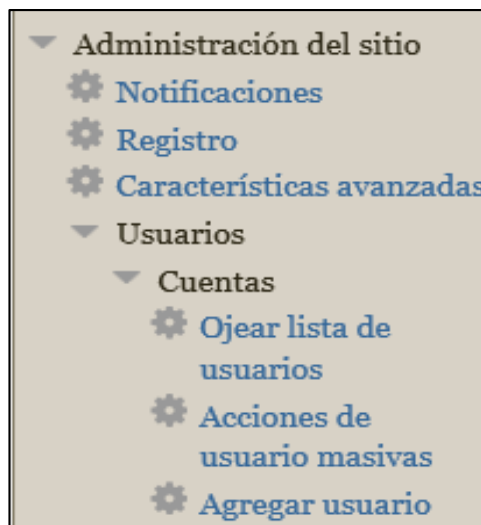 Administración del sitio
Notificaciones
Registro
Características avanzadas
Usuarios
Cuentas
Ojear lista de
usuarios
Acciones de
usuario masivas
Agregar usuario